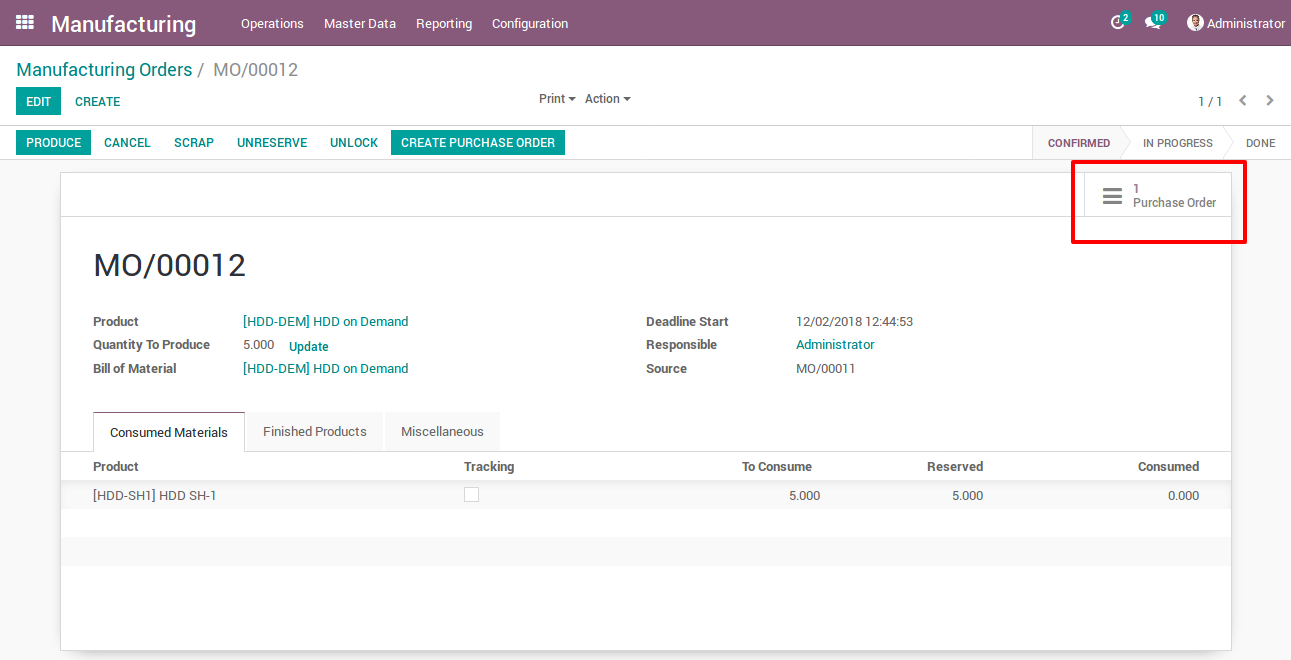 Manufacturing Operations Master Data Reporting Configuration 2 10 Administrator
Manufacturing Orders / MO/00012
EDIT CREATE Print Action 1 / 1
PRODUCE CANCEL SCRAP UNRESERVE UNLOCK CREATE PURCHASE ORDER CONFIRMED IN PROGRESS DONE
1
Purchase Order
MO/00012
Product [HDD-DEM] HDD on Demand Deadline Start 12/02/2018 12:44:53
Quantity To Produce 5.000 Update Responsible Administrator
Bill of Material [HDD-DEM] HDD on Demand Source MO/00011
Consumed Materials Finished Products Miscellaneous
Product Tracking To Consume Reserved Consumed
[HDD-SH1] HDD SH-1 5.000 5.000 0.000